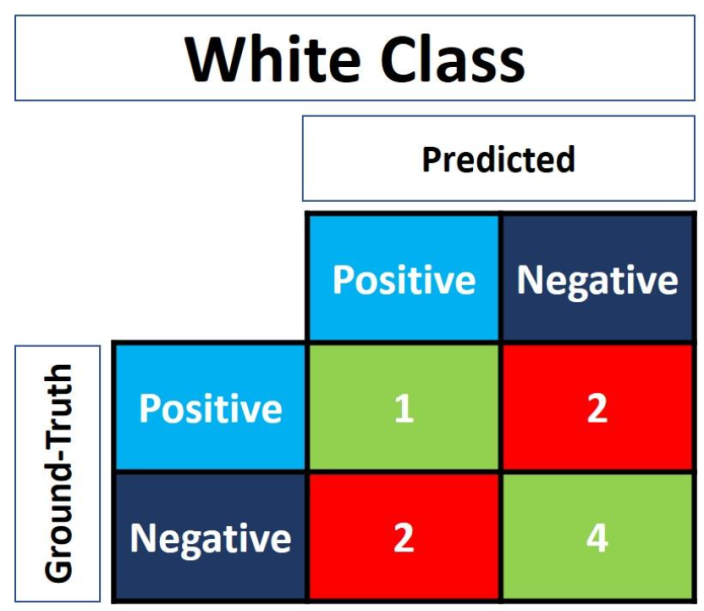 White Class
Predicted
Positive Negative
Ground-Truth
Positive 1 2
Negative 2 4